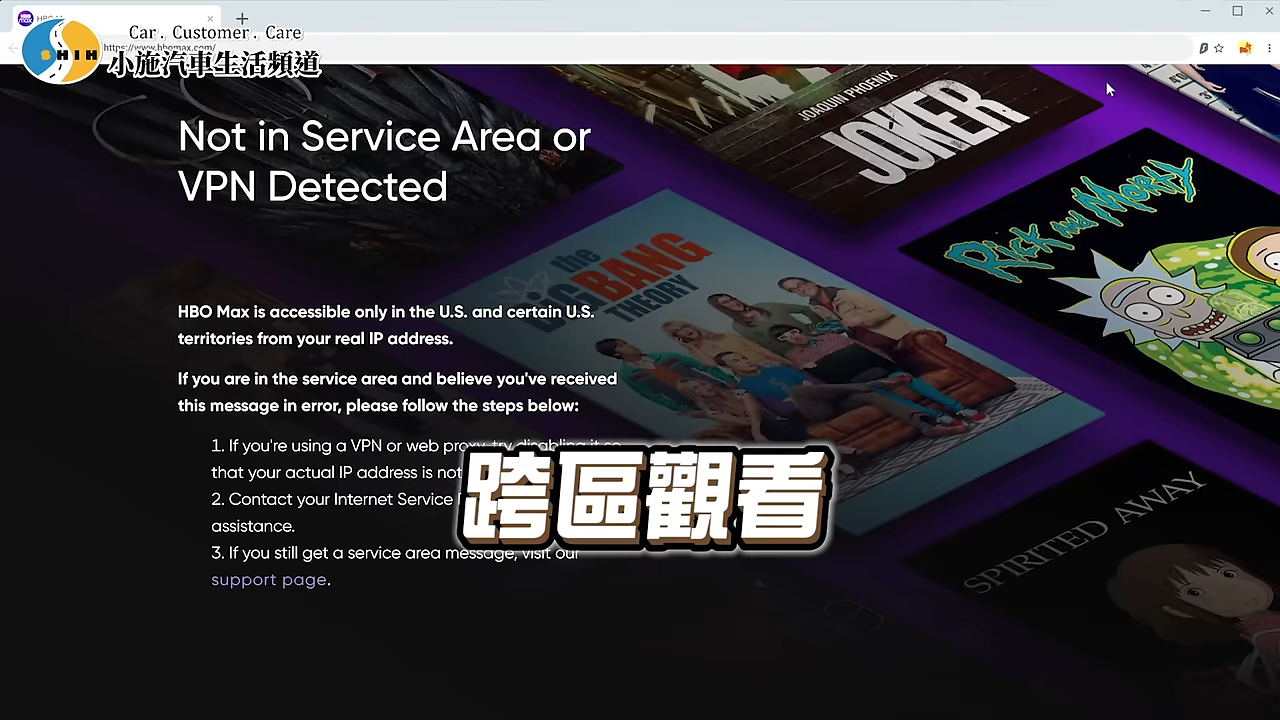 Car . Customer . Care
SHIH
https://www.hbomax.com/
小施汽車生活頻道
Not in Service Area or
VPN Detected
HBO Max is accessible only in the U.S. and certain U.S.
territories from your real IP address.
If you are in the service area and believe you've received
this message in error, please follow the steps below:
1. If you're using a VPN or web proxy, try disabling it so
that your actual IP address is not
2. Contact your Internet Service
assistance.
3. If you still get a service area message, visit our
support page.
跨區觀看
JOAQUIN PHOENIX
JOKER
RICK AND MORTY
the
BIG BANG
THEORY
SPIRITED AWAY